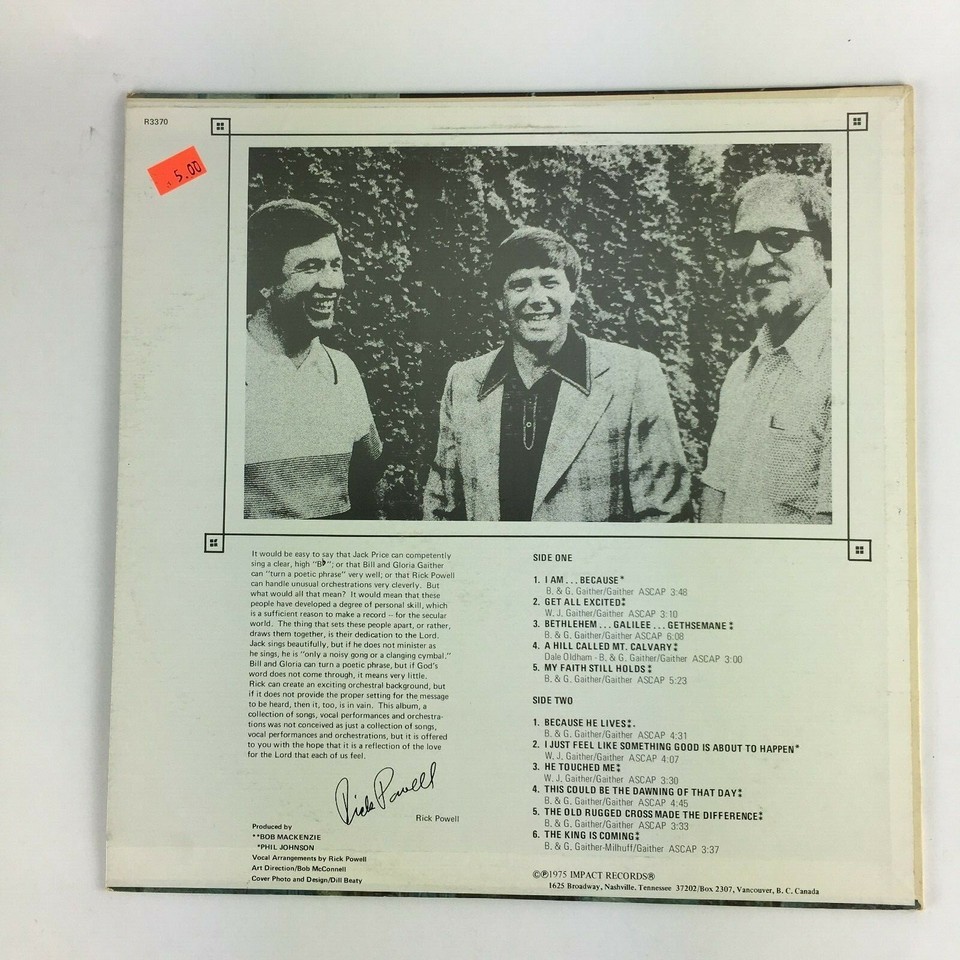 R3370
5.00
It would be easy to say that Jack Price can competently
sing a clear, high "B♭"; or that Bill and Gloria Gaither
can "turn a poetic phrase" very well; or that Rick Powell
can handle unusual orchestrations very cleverly. But
what would all that mean? It would mean that these
people have developed a degree of personal skill, which
is a sufficient reason to make a record — for the secular
world. The thing that sets these people apart, or rather,
draws them together, is their dedication to the Lord.
Jack sings beautifully, but if he does not minister as
he sings, he is "only a noisy gong or a clanging cymbal."
Bill and Gloria can turn a poetic phrase, but if God's
word does not come through, it means very little.
Rick can create an exciting orchestral background, but
if it does not provide the proper setting for the message
to be heard, then it, too, is in vain. This album, a
collection of songs, vocal performances and orchestra-
tions was not conceived as just a collection of songs,
vocal performances and orchestrations, but it is offered
to you with the hope that it is a reflection of the love
for the Lord that each of us feel.
Rick Powell
Rick Powell
Produced by
**BOB MACKENZIE
*PHIL JOHNSON
Vocal Arrangements by Rick Powell
Art Direction/Bob McConnell
Cover Photo and Design/Dill Beaty
SIDE ONE
1. I AM . . . BECAUSE*
B. & G. Gaither/Gaither ASCAP 3:48
2. GET ALL EXCITED**
W. J. Gaither/Gaither ASCAP 3:10
3. BETHLEHEM . . . GALILEE . . . GETHSEMANE**
B. & G. Gaither/Gaither ASCAP 6:08
4. A HILL CALLED MT. CALVARY**
Dale Oldham - B. & G. Gaither/Gaither ASCAP 3:00
5. MY FAITH STILL HOLDS**
B. & G. Gaither/Gaither ASCAP 5:23
SIDE TWO
1. BECAUSE HE LIVES**
B. & G. Gaither/Gaither ASCAP 4:31
2. I JUST FEEL LIKE SOMETHING GOOD IS ABOUT TO HAPPEN*
W. J. Gaither/Gaither ASCAP 4:07
3. HE TOUCHED ME**
W. J. Gaither/Gaither ASCAP 3:30
4. THIS COULD BE THE DAWNING OF THAT DAY**
B. & G. Gaither/Gaither ASCAP 4:45
5. THE OLD RUGGED CROSS MADE THE DIFFERENCE**
B. & G. Gaither/Gaither ASCAP 3:33
6. THE KING IS COMING**
B. & G. Gaither-Milhuff/Gaither ASCAP 3:37
©℗1975 IMPACT RECORDS®
1625 Broadway, Nashville, Tennessee 37202/Box 2307, Vancouver, B. C. Canada